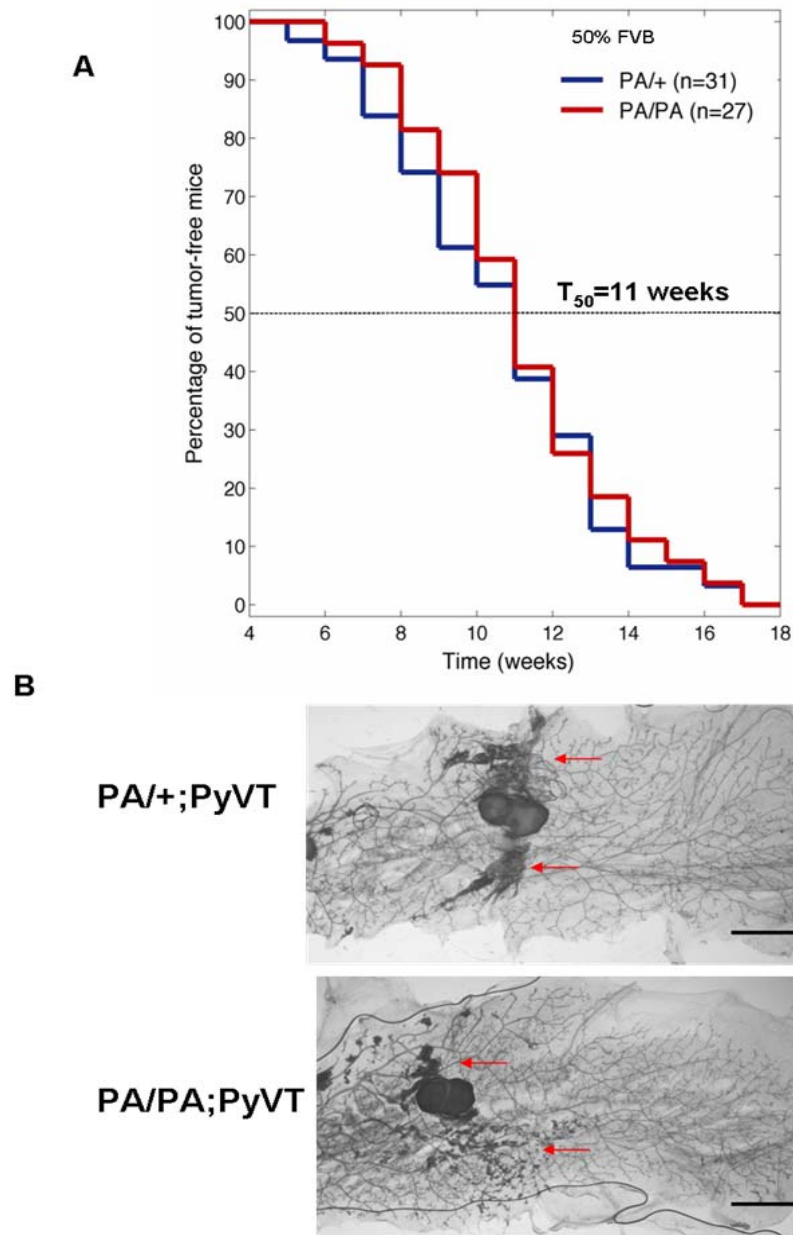 A
50% FVB
PA/+ (n=31)
PA/PA (n=27)
T50=11 weeks
Percentage of tumor-free mice
100
90
80
70
60
50
40
30
20
10
0
4 6 8 10 12 14 16 18
Time (weeks)
B
PA/+;PyVT
PA/PA;PyVT